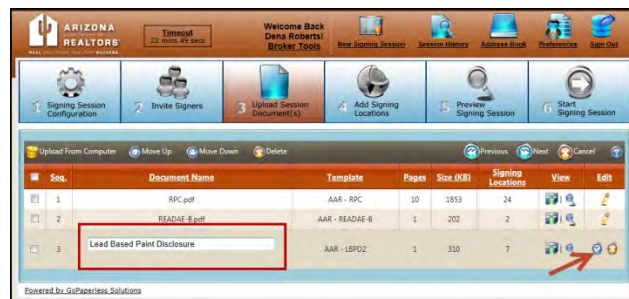 ARIZONA
REALTORS
Timeout
22 mins 49 secs
Welcome Back
Dena Roberts!
Broker Tools
New Signing Session
Session History
Address Book
Preferences
Sign Out
1 Signing Session Configuration
2 Invite Signers
3 Upload Session Document(s)
4 Add Signing Locations
5 Preview Signing Session
6 Start Signing Session
Upload From Computer Move Up Move Down Delete Previous Next Cancel
Seq. Document Name Template Pages Size (KB) Signing Locations View Edit
1 RPC.pdf AAR - RPC 10 1853 24
2 READAE-8.pdf AAR - READAE-8 1 202 2
3 Lead Based Paint Disclosure AAR - LBPD2 1 310 7
Powered by GoPaperless Solutions